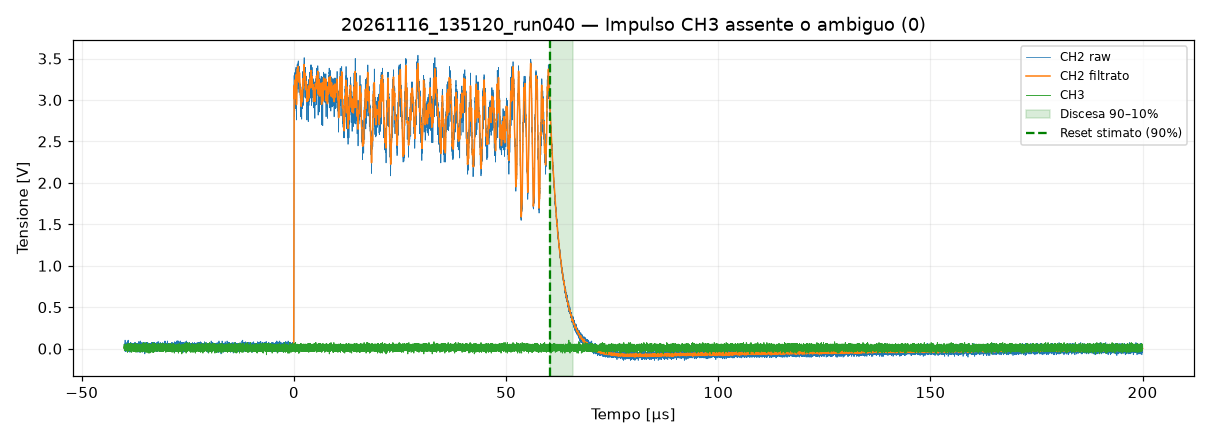 20261116_135120_run040 — Impulso CH3 assente o ambiguo (0)
3.5
3.0
2.5
2.0
1.5
1.0
0.5
0.0
Tensione [V]
CH2 raw
CH2 filtrato
CH3
Discesa 90–10%
Reset stimato (90%)
−50
0
50
100
150
200
Tempo [µs]